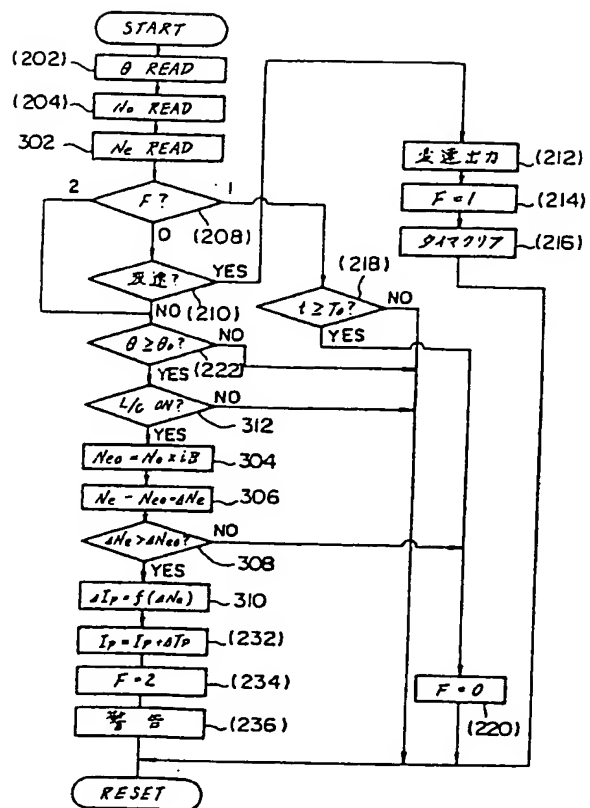 START
(202)
θ READ
(204)
No READ
302
Ne READ
2
F ?
1
(208)
0
変速?
YES
(210)
NO
θ ≥ θo?
NO
(222)
YES
L/C ON?
NO
312
YES
Neo = No × iB
304
Ne - Neo = ΔNe
306
ΔNe > ΔNeo?
NO
308
YES
ΔIp = f(ΔNe)
310
Ip = Ip + ΔIp
(232)
F = 2
(234)
警告
(236)
RESET
変速出力
(212)
F = 1
(214)
タイマクリア
(216)
(218)
t ≥ To?
NO
YES
F = 0
(220)